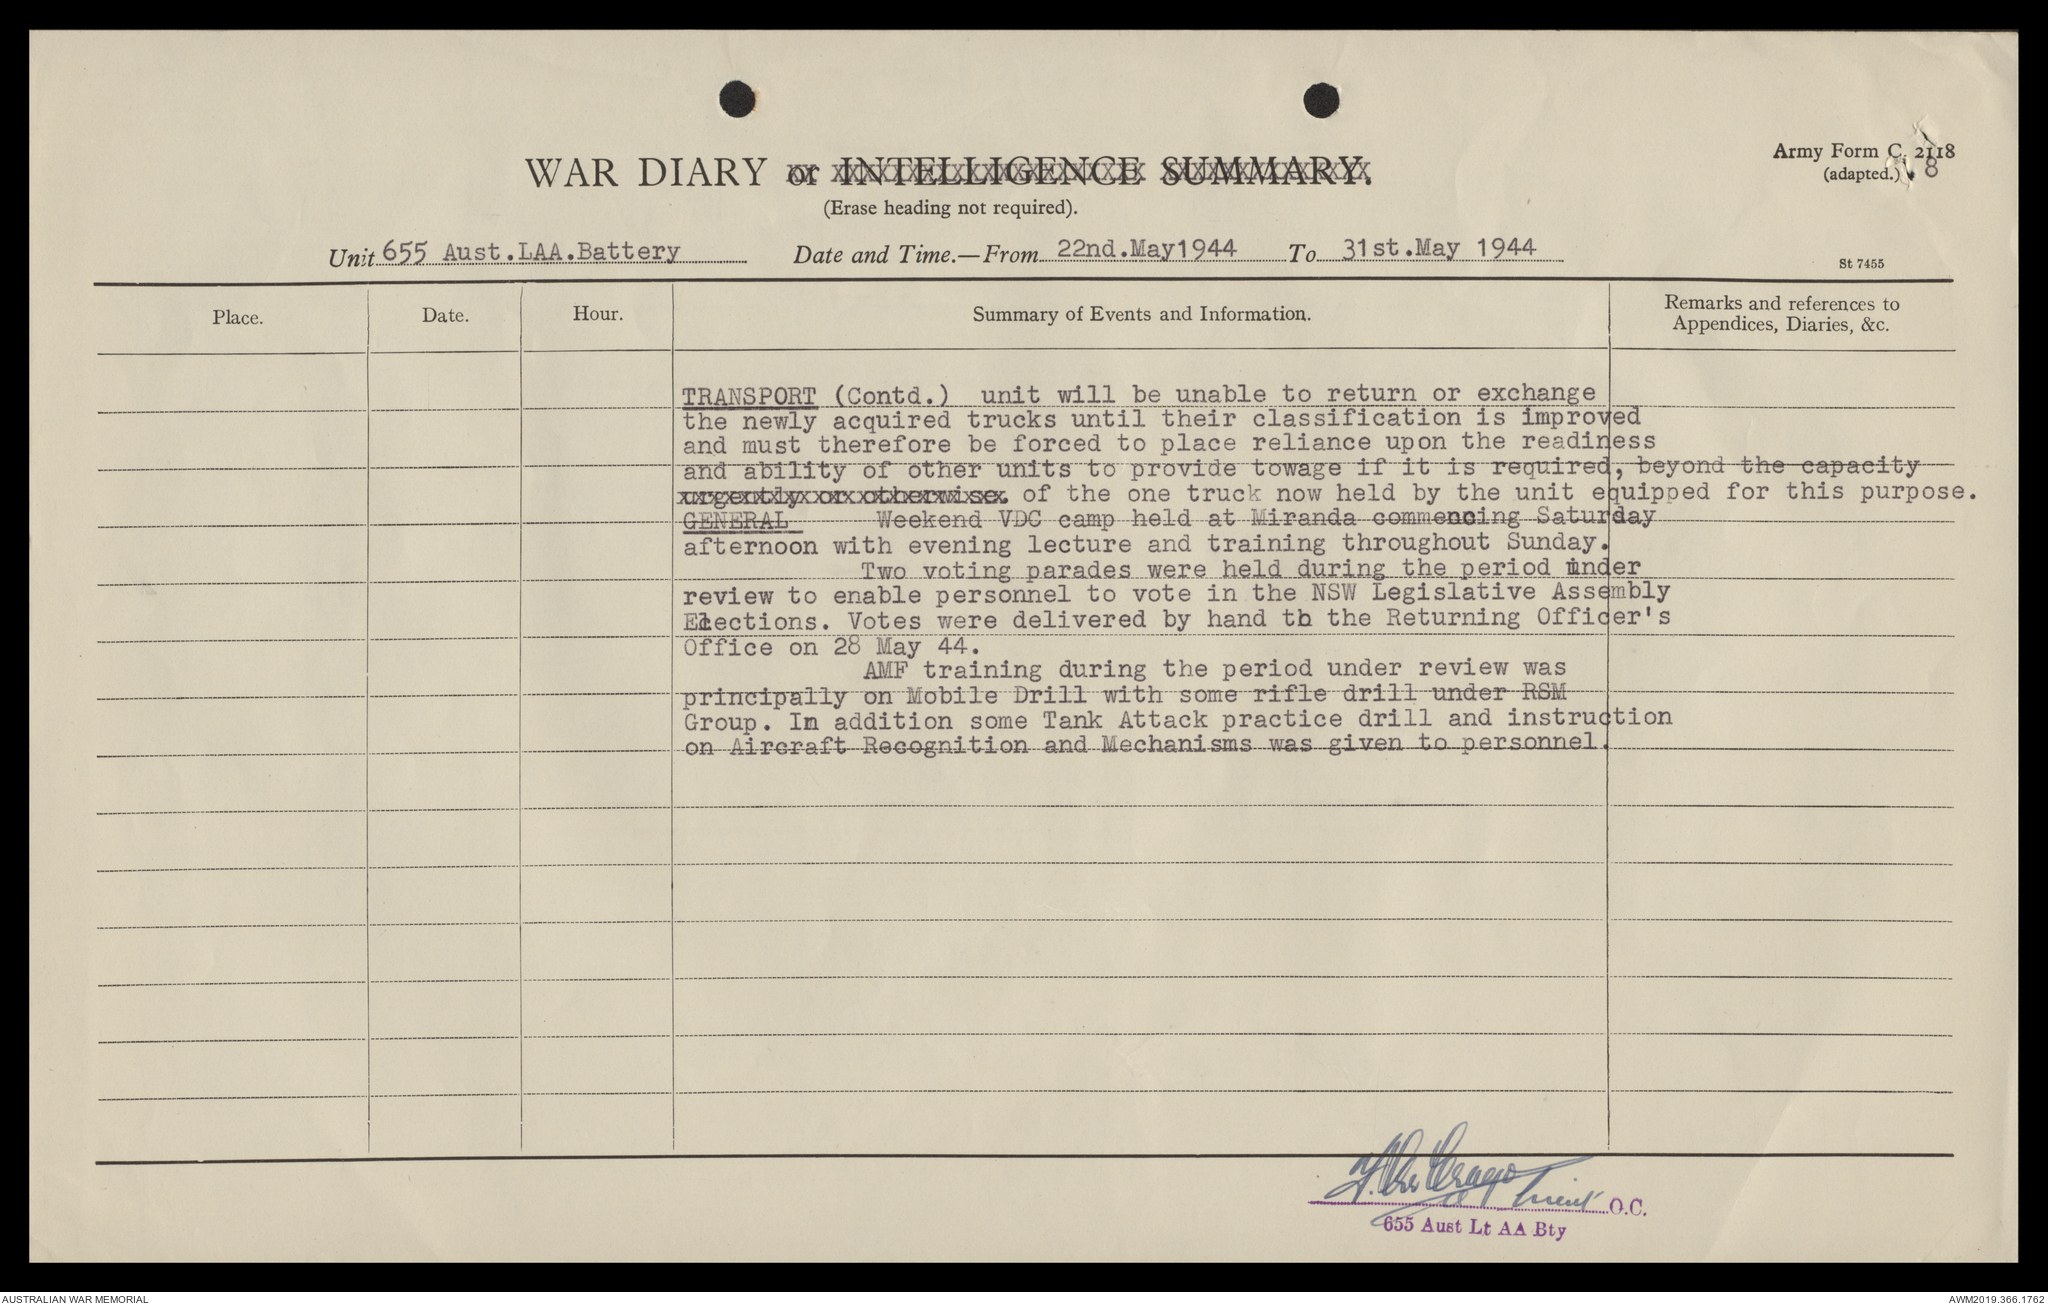 Army Form C. 2118
(adapted.) 8
WAR DIARY or INTELLIGENCE SUMMARY.
(Erase heading not required).
Unit 655 Aust.LAA.Battery Date and Time.—From 22nd.May1944 To 31st.May 1944
St 7455
Place. Date. Hour. Summary of Events and Information. Remarks and references to
Appendices, Diaries, &c.
TRANSPORT (Contd.) unit will be unable to return or exchange
the newly acquired trucks until their classification is improved
and must therefore be forced to place reliance upon the readiness
and ability of other units to provide towage if it is required, beyond the capacity
urgently or otherwise. of the one truck now held by the unit equipped for this purpose.
GENERAL Weekend VDC camp held at Miranda commencing Saturday
afternoon with evening lecture and training throughout Sunday.
Two voting parades were held during the period under
review to enable personnel to vote in the NSW Legislative Assembly
Elections. Votes were delivered by hand to the Returning Officer's
Office on 28 May 44.
AMF training during the period under review was
principally on Mobile Drill with some rifle drill under RSM
Group. In addition some Tank Attack practice drill and instruction
on Aircraft Recognition and Mechanisms was given to personnel.
O.C.
655 Aust Lt AA Bty
AUSTRALIAN WAR MEMORIAL AWM2019.366.1762